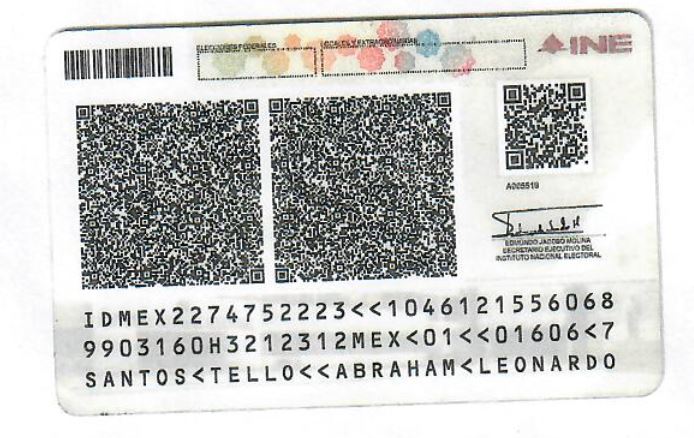 ELECCIONES FEDERALES
LOCALES Y EXTRAORDINARIAS
INE
A005519
EDMUNDO JACOBO MOLINA
SECRETARIO EJECUTIVO DEL
INSTITUTO NACIONAL ELECTORAL
IDMEX2274752223<<1046121556068
9903160H3212312MEX<01<<01606<7
SANTOS<TELLO<<ABRAHAM<LEONARDO